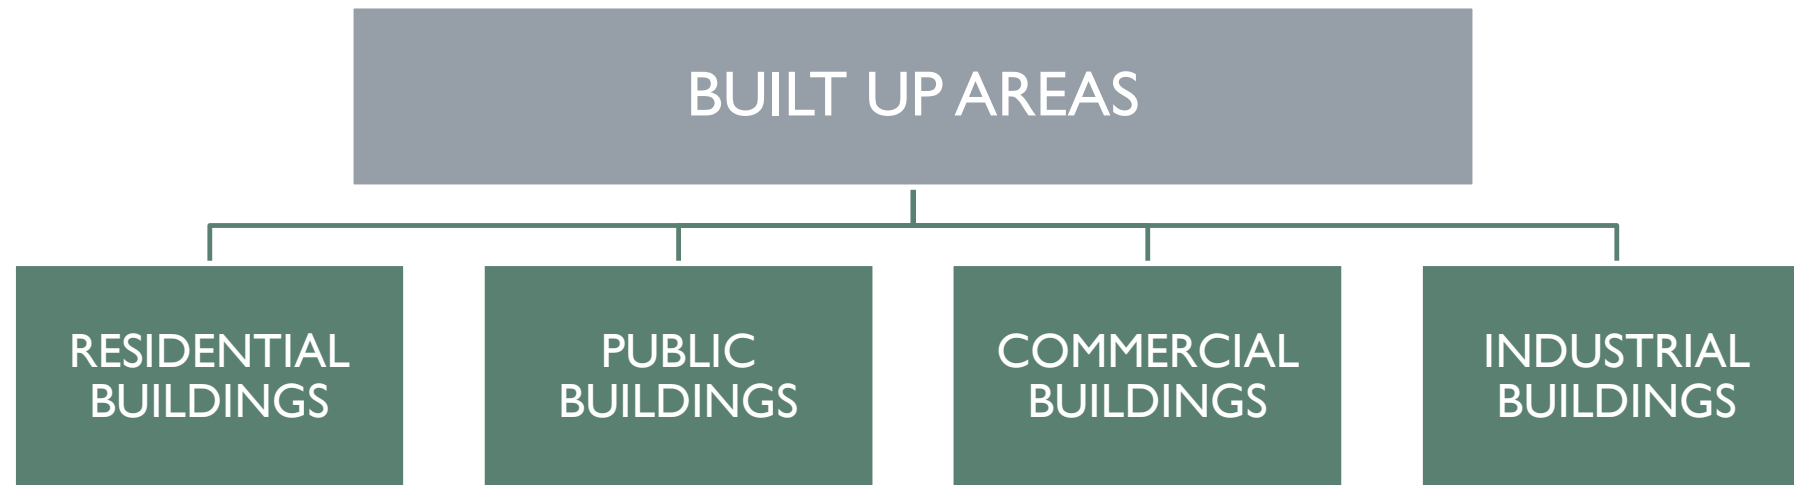 BUILT UP AREAS
RESIDENTIAL
BUILDINGS
PUBLIC
BUILDINGS
COMMERCIAL
BUILDINGS
INDUSTRIAL
BUILDINGS